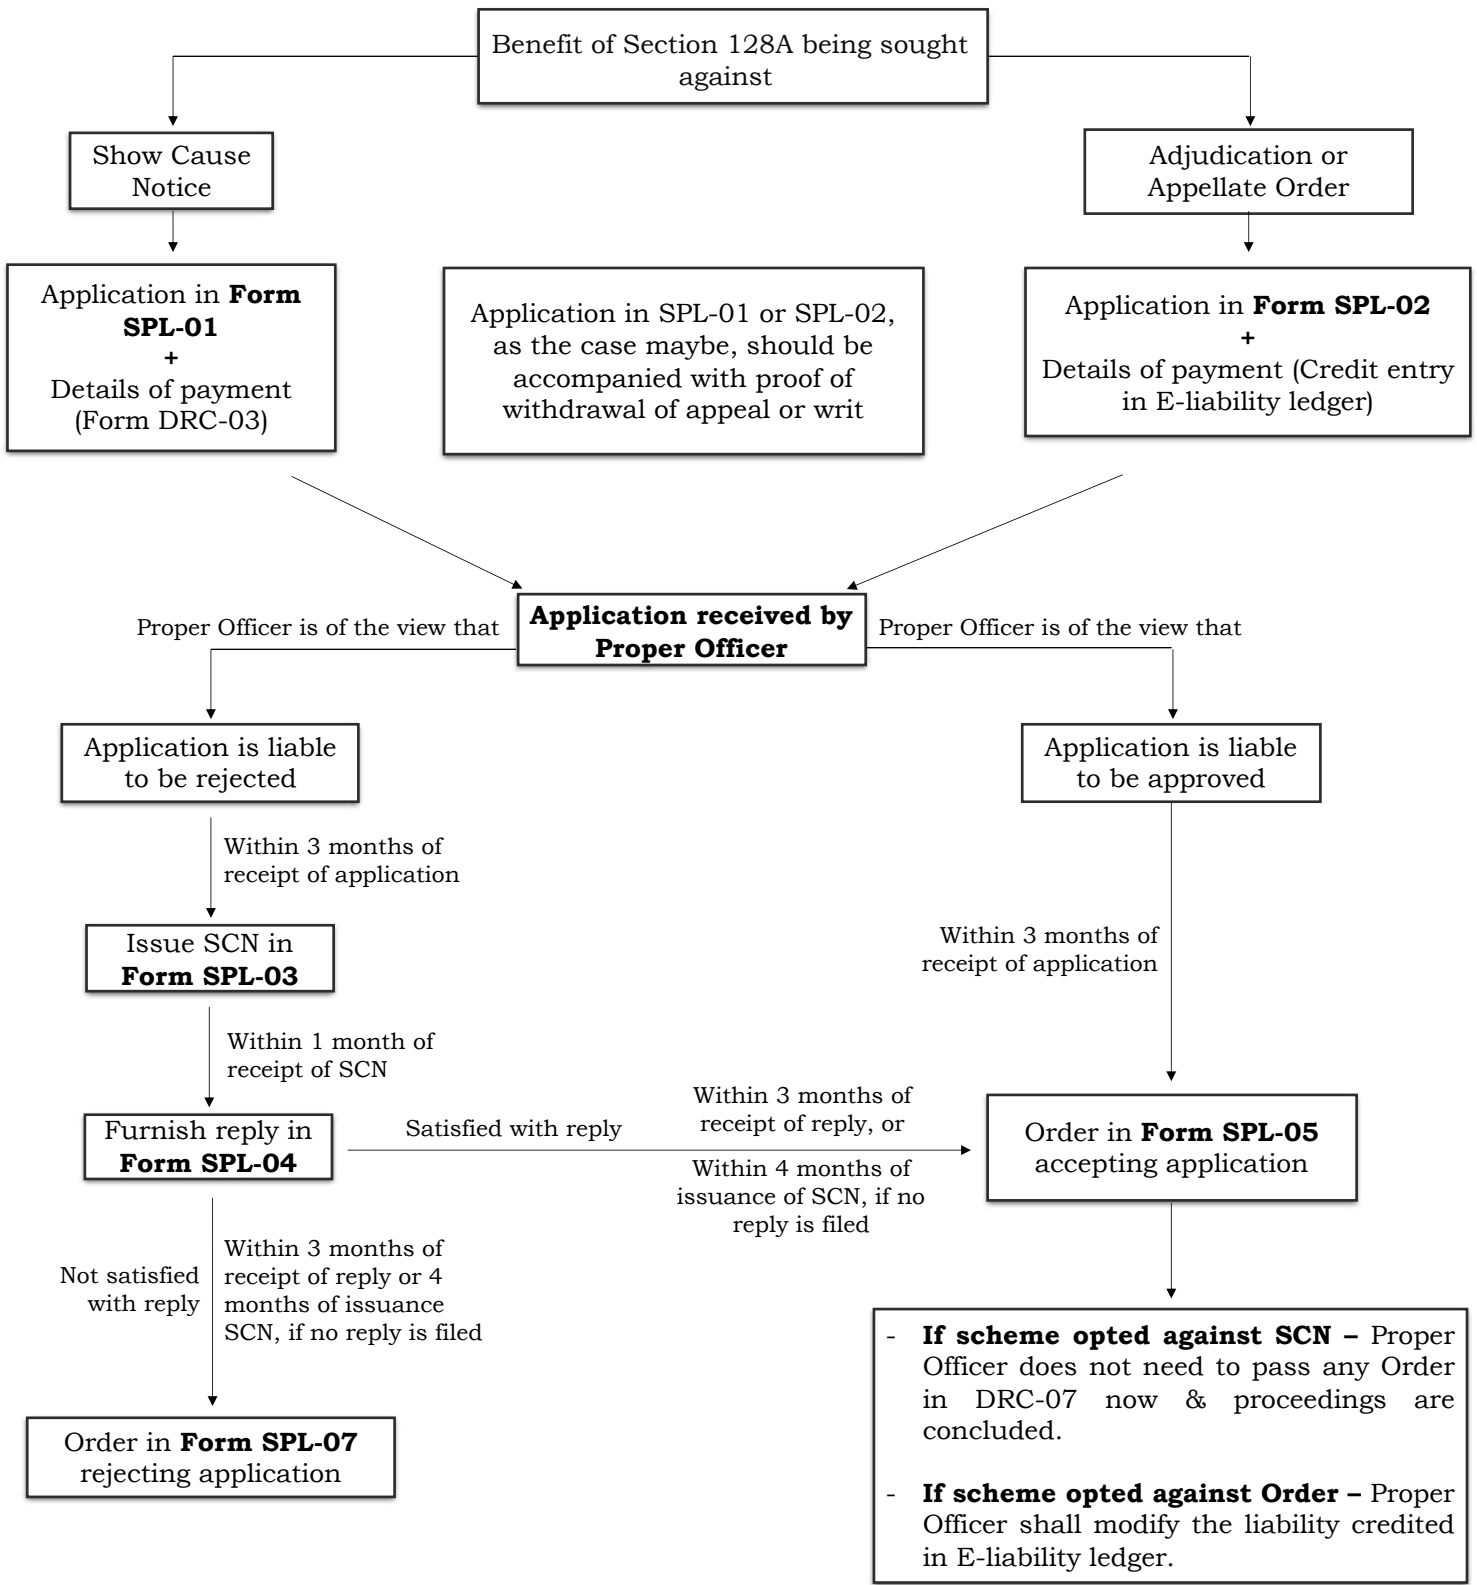 Benefit of Section 128A being sought
against
Show Cause
Notice
Adjudication or
Appellate Order
Application in Form
SPL-01
+
Details of payment
(Form DRC-03)
Application in SPL-01 or SPL-02,
as the case maybe, should be
accompanied with proof of
withdrawal of appeal or writ
Application in Form SPL-02
+
Details of payment (Credit entry
in E-liability ledger)
Application received by
Proper Officer
Proper Officer is of the view that
Proper Officer is of the view that
Application is liable
to be rejected
Application is liable
to be approved
Within 3 months of
receipt of application
Issue SCN in
Form SPL-03
Within 3 months of
receipt of application
Within 1 month of
receipt of SCN
Furnish reply in
Form SPL-04
Satisfied with reply
Within 3 months of
receipt of reply, or
Within 4 months of
issuance of SCN, if no
reply is filed
Order in Form SPL-05
accepting application
Not satisfied
with reply
Within 3 months of
receipt of reply or 4
months of issuance
SCN, if no reply is filed
Order in Form SPL-07
rejecting application
- If scheme opted against SCN – Proper
Officer does not need to pass any Order
in DRC-07 now & proceedings are
concluded.
- If scheme opted against Order – Proper
Officer shall modify the liability credited
in E-liability ledger.